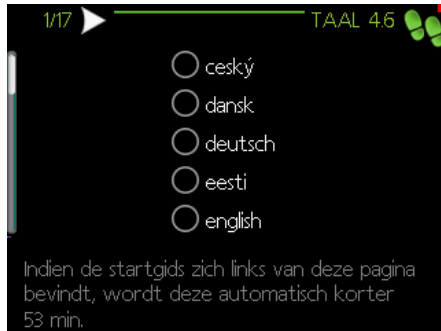 1/17 TAAL 4.6
ceský
dansk
deutsch
eesti
english
Indien de startgids zich links van deze pagina
bevindt, wordt deze automatisch korter
53 min.